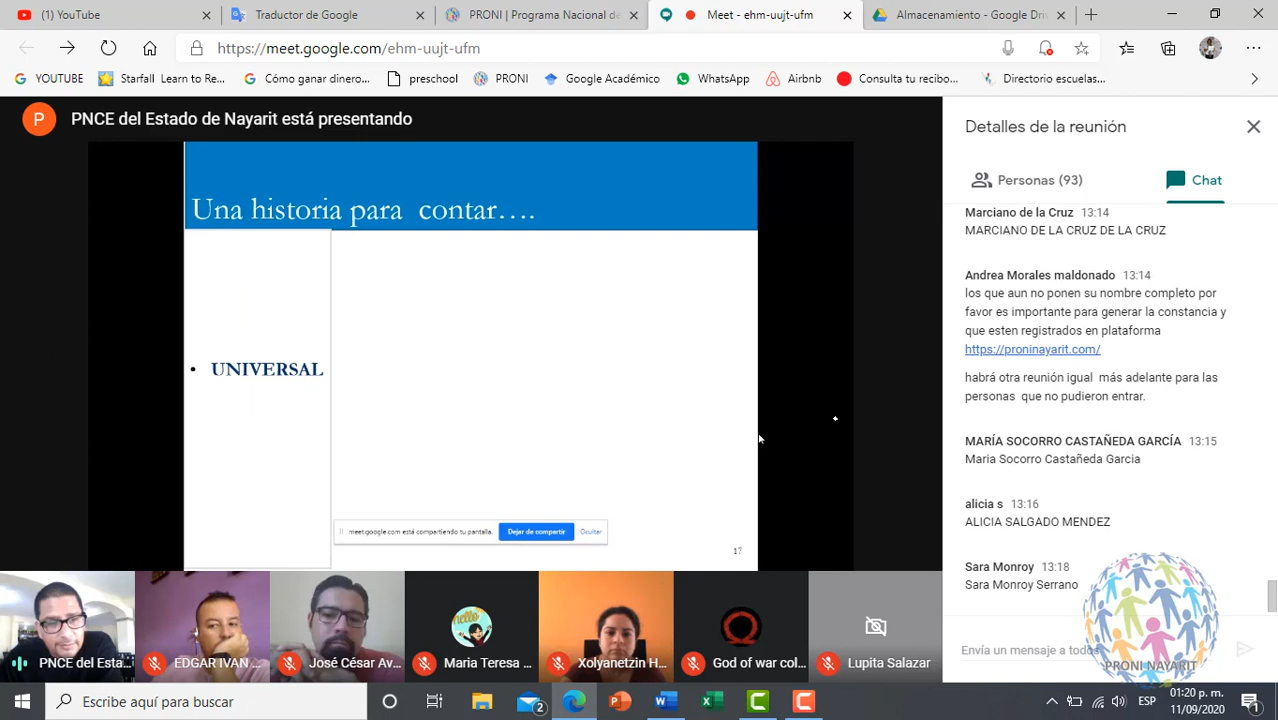 (1) YouTube
Traductor de Google
PRONI | Programa Nacional de
Meet - ehm-uujt-ufm
Almacenamiento - Google Dri
https://meet.google.com/ehm-uujt-ufm
YOUTUBE
Starfall Learn to Re...
Cómo ganar dinero...
preschool
PRONI
Google Académico
WhatsApp
Airbnb
Consulta tu recibo...
Directorio escuelas...
P
PNCE del Estado de Nayarit está presentando
Una historia para contar….
• UNIVERSAL
meet.google.com está compartiendo tu pantalla.
Dejar de compartir
Ocultar
17
Detalles de la reunión
Personas (93)
Chat
Marciano de la Cruz 13:14
MARCIANO DE LA CRUZ DE LA CRUZ
Andrea Morales maldonado 13:14
los que aun no ponen su nombre completo por
favor es importante para generar la constancia y
que esten registrados en plataforma
https://proninayarit.com/
habrá otra reunión igual más adelante para las
personas que no pudieron entrar.
MARÍA SOCORRO CASTAÑEDA GARCÍA 13:15
Maria Socorro Castañeda Garcia
alicia s 13:16
ALICIA SALGADO MENDEZ
Sara Monroy 13:18
Sara Monroy Serrano
Envía un mensaje a todos
PRONI NAYARIT
hello
PNCE del Esta...
EDGAR IVAN ...
José César Av...
Maria Teresa ...
Xolyanetzin H...
God of war col...
Lupita Salazar
Escribe aquí para buscar
2
ESP
01:20 p. m.
11/09/2020
1